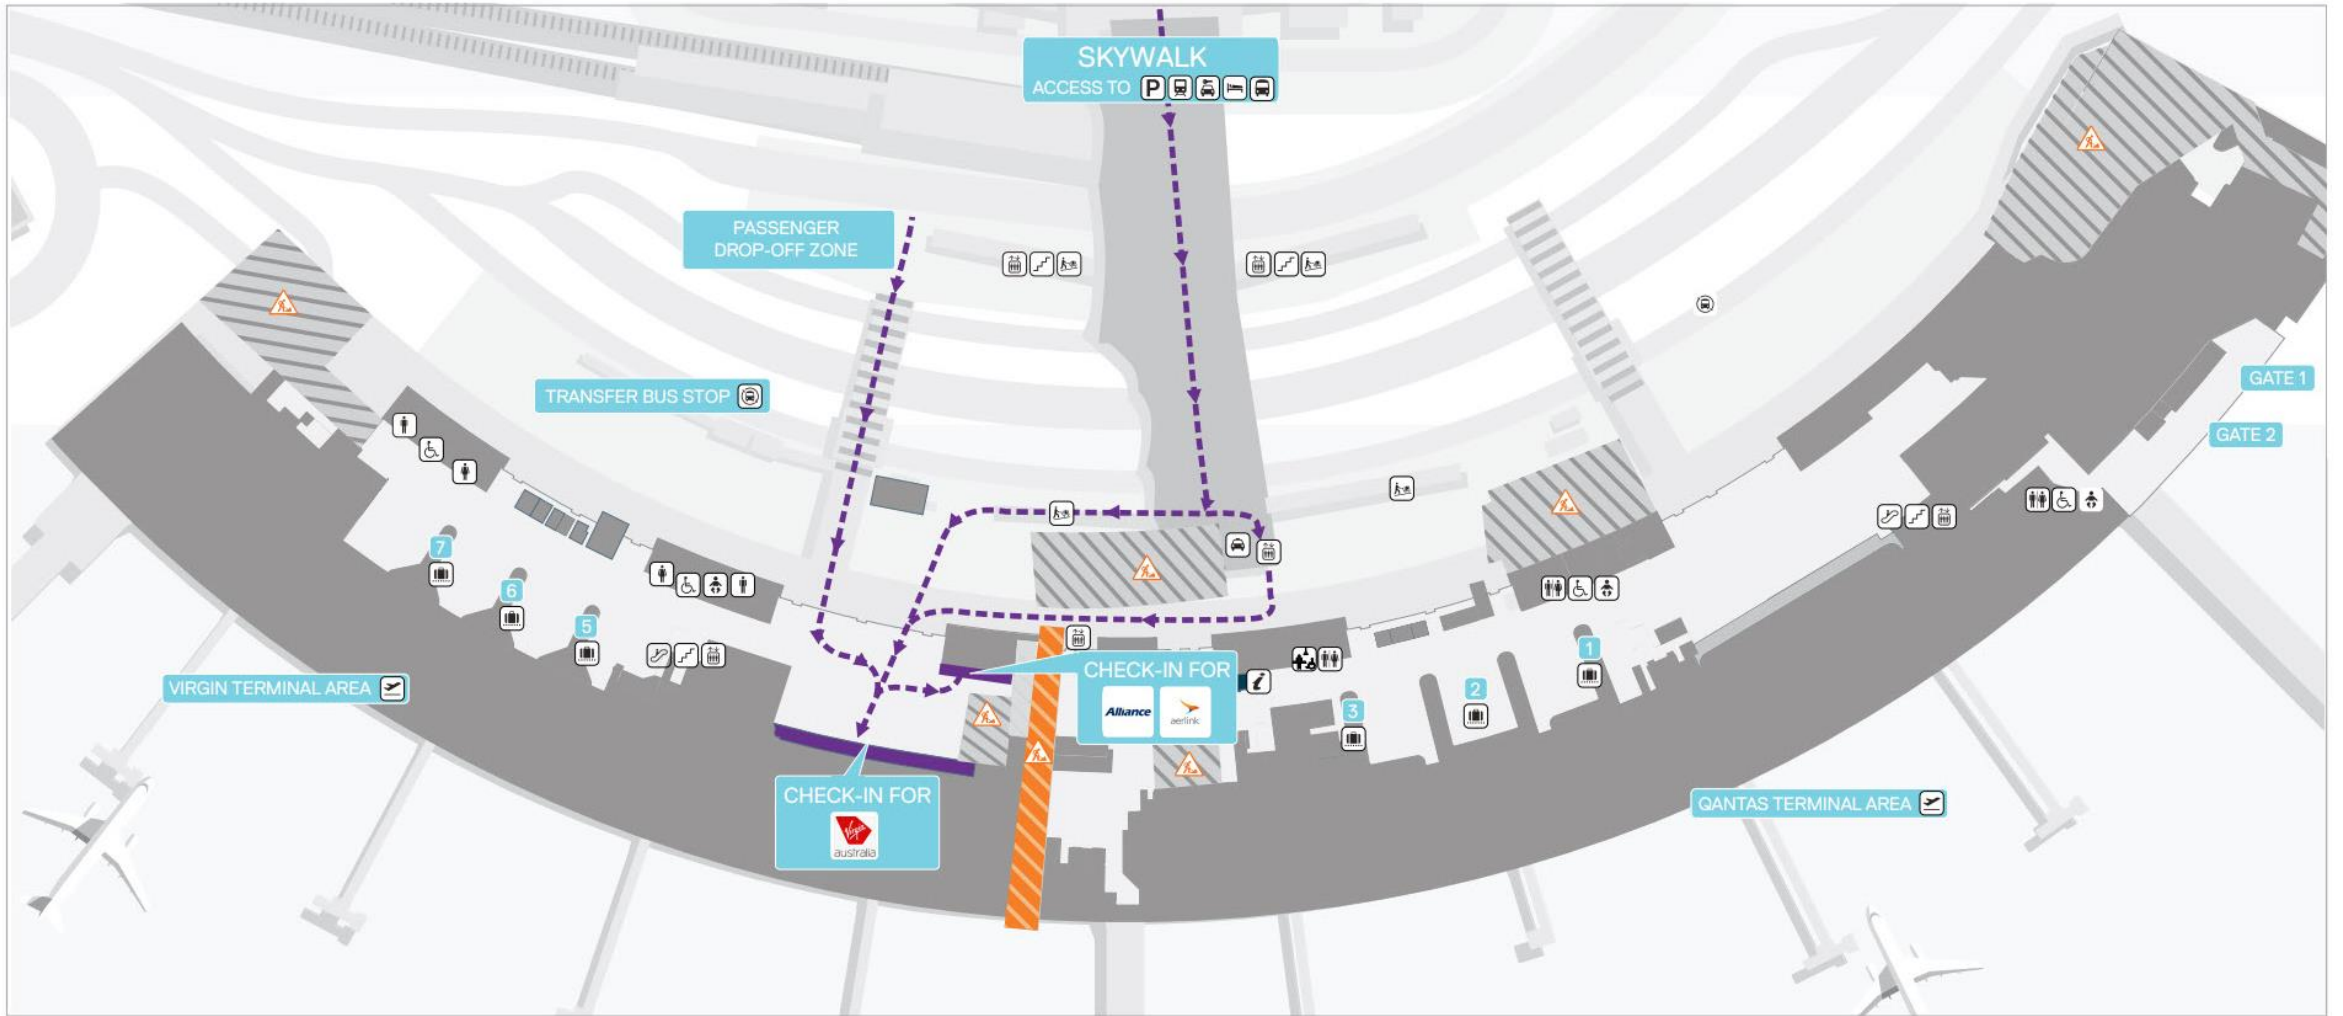 SKYWALK
ACCESS TO P
PASSENGER
DROP-OFF ZONE
TRANSFER BUS STOP
GATE 1
GATE 2
7
6
5
1
2
3
VIRGIN TERMINAL AREA
CHECK-IN FOR
Alliance
aerlink
i
CHECK-IN FOR
Virgin
australia
QANTAS TERMINAL AREA